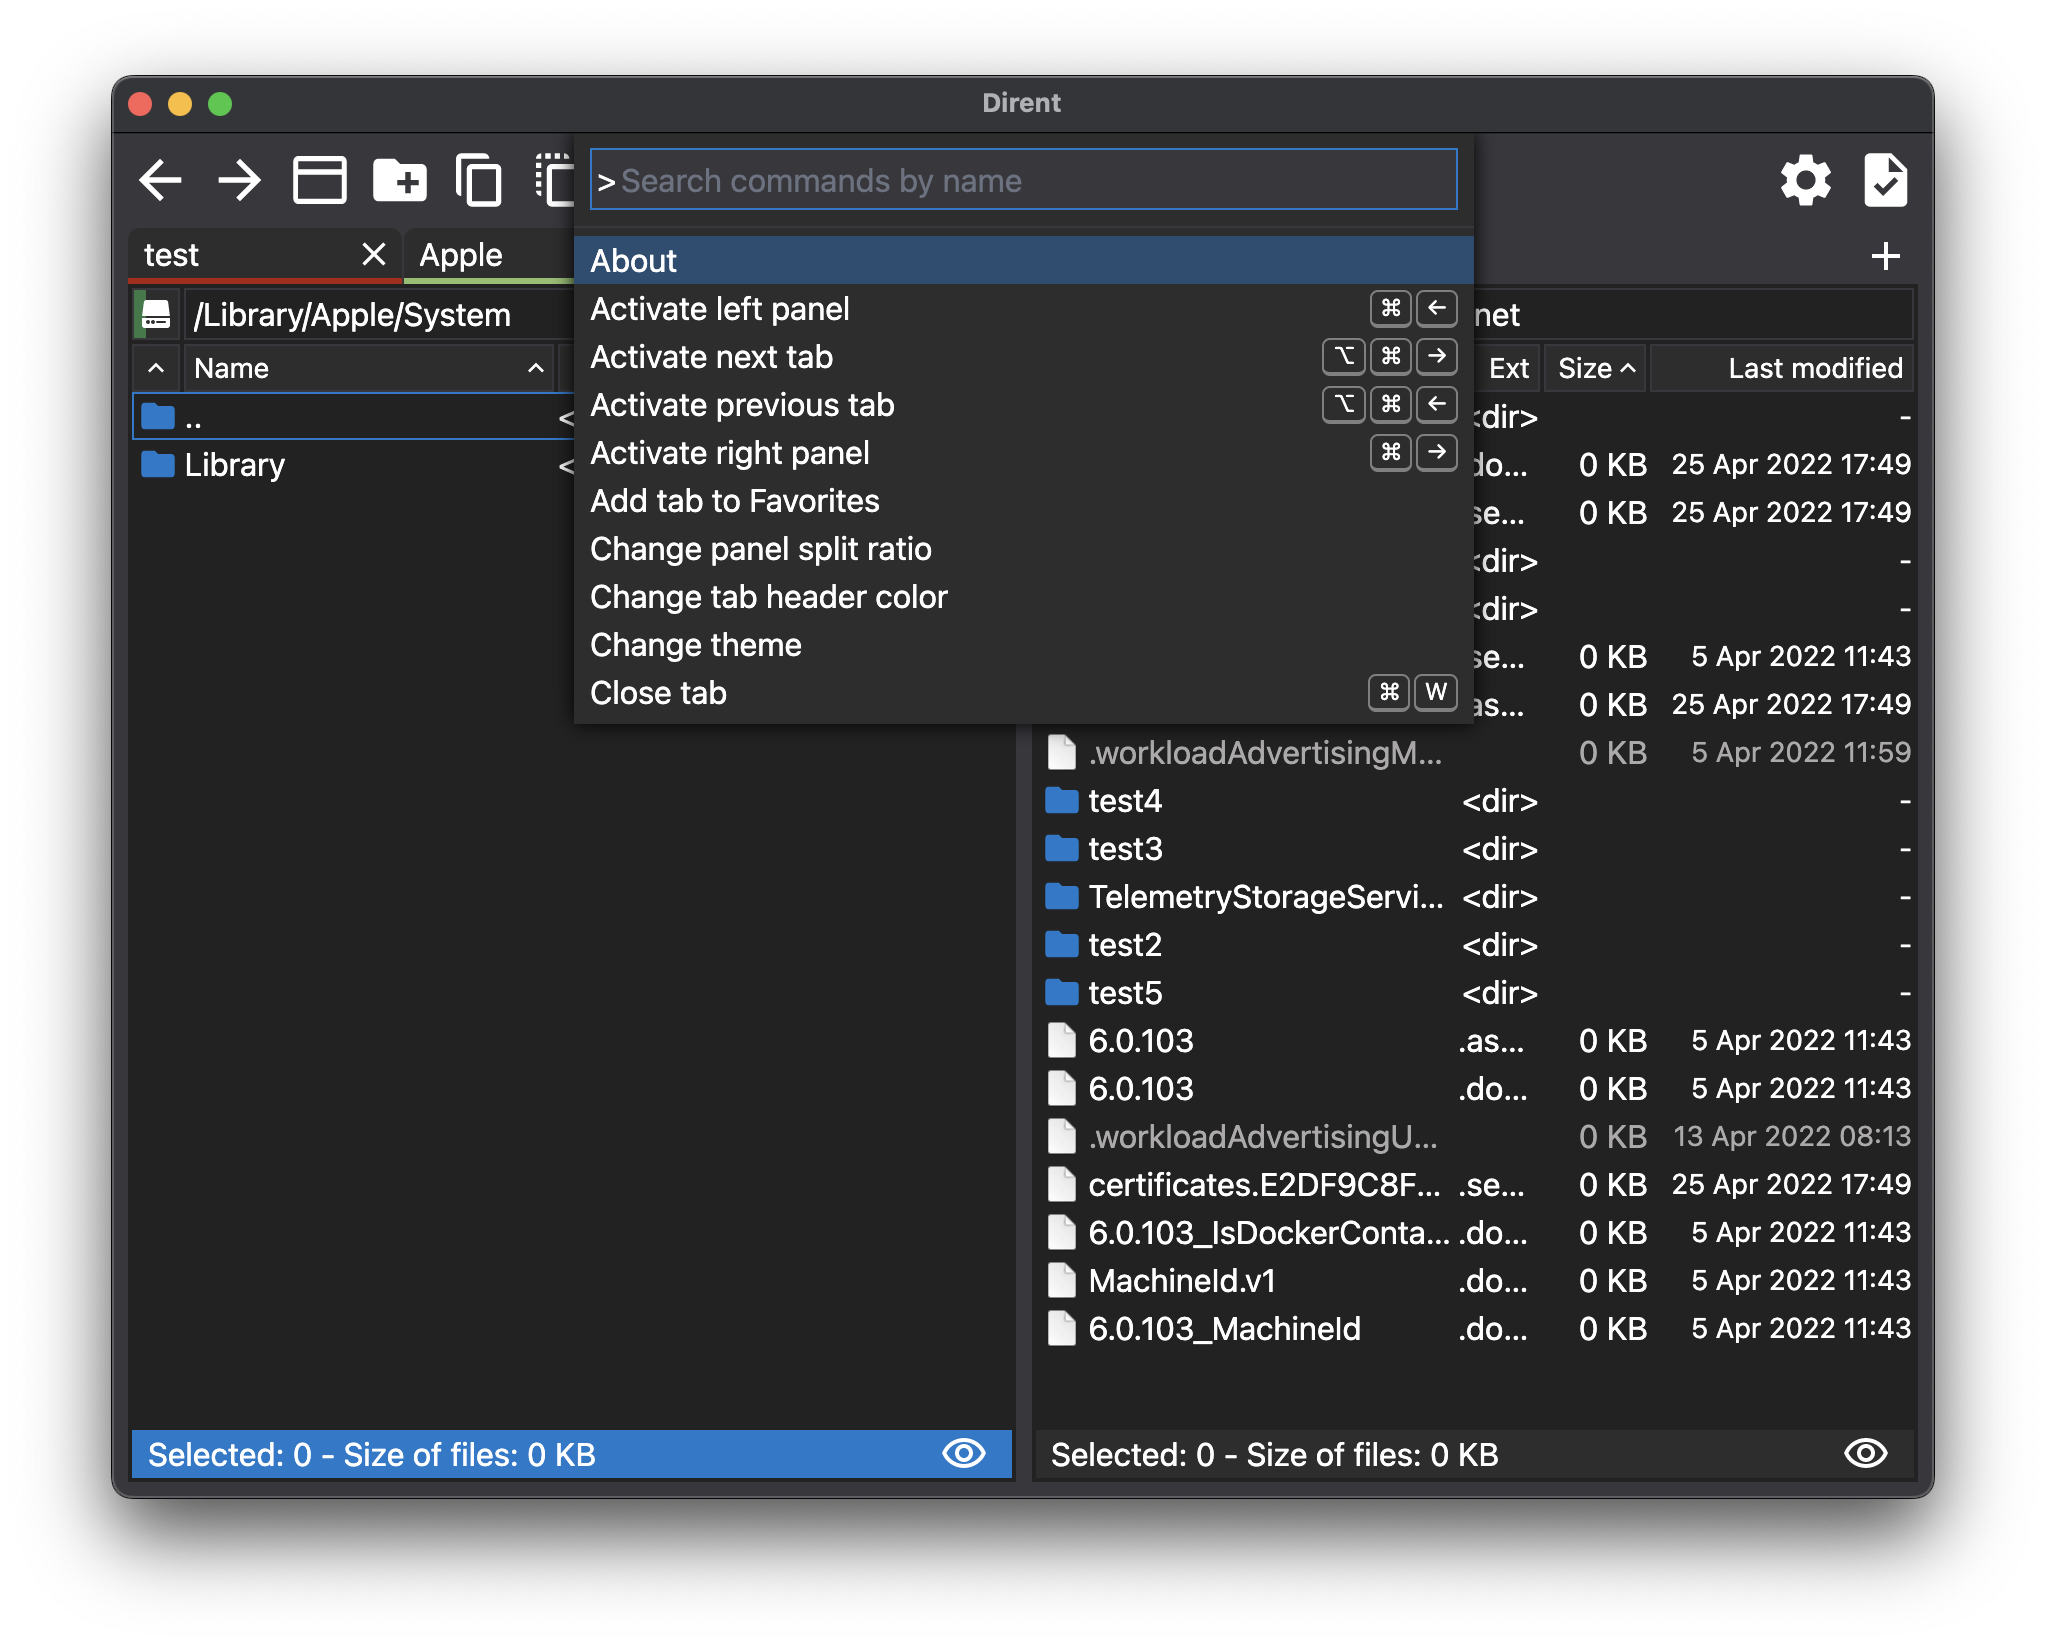 Dirent
>Search commands by name
test
Apple
About
/Library/Apple/System
Activate left panel ⌘ ←
net
Name
Activate next tab ⌥ ⌘ →
Ext Size Last modified
.. <
Activate previous tab ⌥ ⌘ ←
<dir> -
Library <
Activate right panel ⌘ →
do... 0 KB 25 Apr 2022 17:49
Add tab to Favorites
se... 0 KB 25 Apr 2022 17:49
Change panel split ratio
<dir> -
Change tab header color
<dir> -
Change theme
se... 0 KB 5 Apr 2022 11:43
Close tab ⌘ W
as... 0 KB 25 Apr 2022 17:49
.workloadAdvertisingM... 0 KB 5 Apr 2022 11:59
test4 <dir> -
test3 <dir> -
TelemetryStorageServi... <dir> -
test2 <dir> -
test5 <dir> -
6.0.103 .as... 0 KB 5 Apr 2022 11:43
6.0.103 .do... 0 KB 5 Apr 2022 11:43
.workloadAdvertisingU... 0 KB 13 Apr 2022 08:13
certificates.E2DF9C8F... .se... 0 KB 25 Apr 2022 17:49
6.0.103_IsDockerConta... .do... 0 KB 5 Apr 2022 11:43
MachineId.v1 .do... 0 KB 5 Apr 2022 11:43
6.0.103_MachineId .do... 0 KB 5 Apr 2022 11:43
Selected: 0 - Size of files: 0 KB
Selected: 0 - Size of files: 0 KB